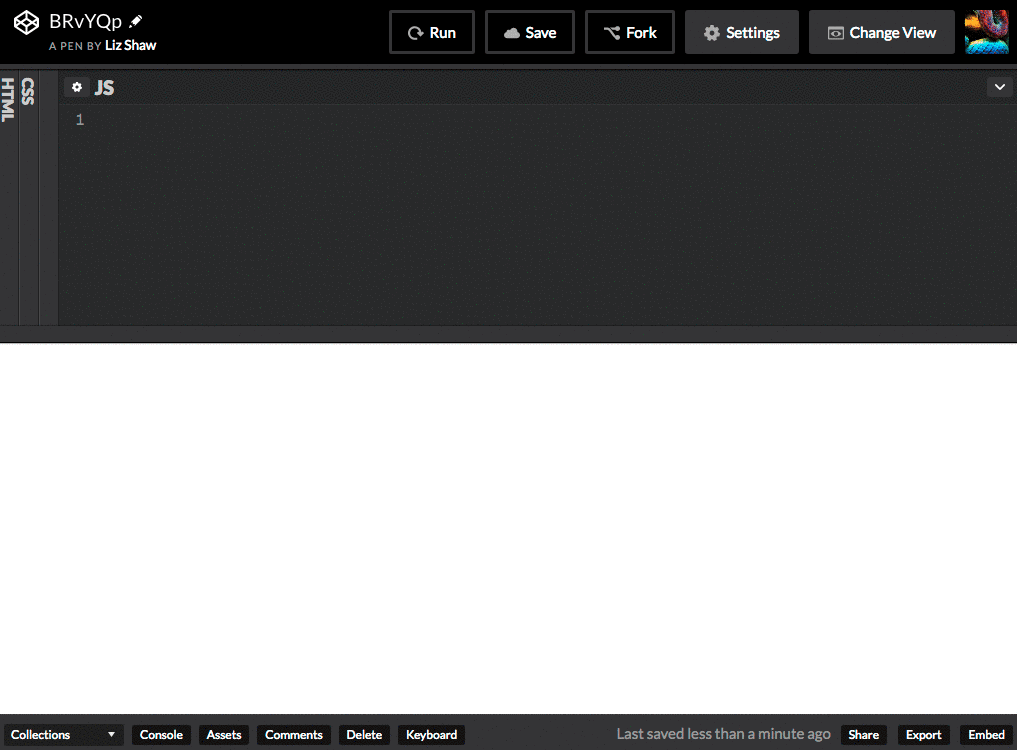 BRvYQp
A PEN BY Liz Shaw
Run
Save
Fork
Settings
Change View
HTML
CSS
JS
1
Collections
Console
Assets
Comments
Delete
Keyboard
Last saved less than a minute ago
Share
Export
Embed